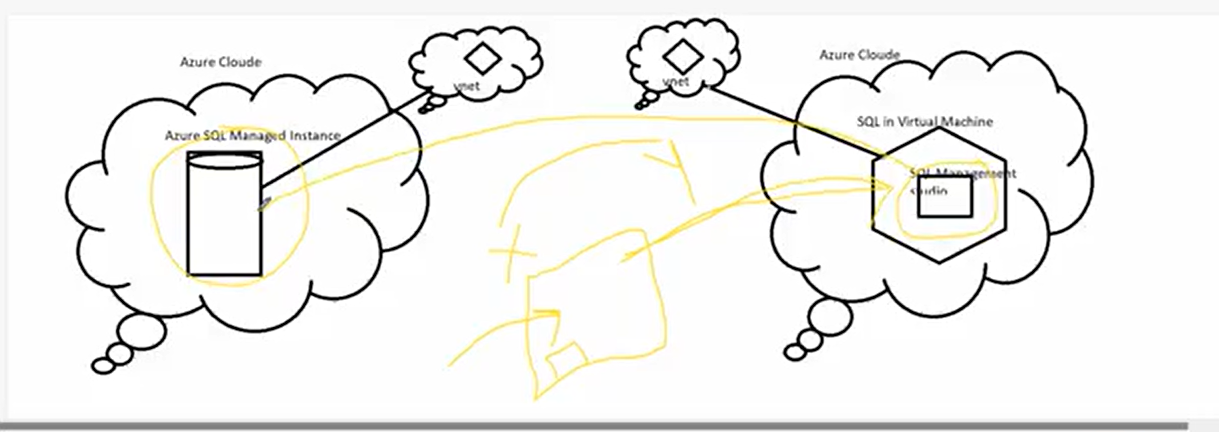 Azure Cloude
vnet
vnet
Azure Cloude
Azure SQL Managed Instance
SQL in Virtual Machine
SQL Management
studio